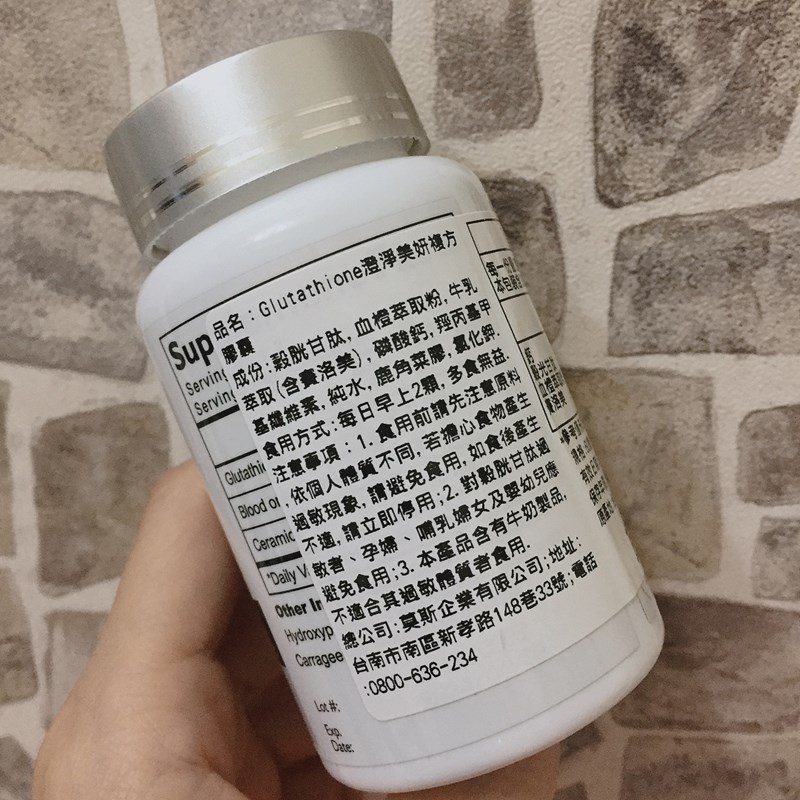 品名：Glutathione澄淨美妍複方
膠囊
成份：穀胱甘肽, 血橙萃取粉, 牛乳
萃取(含賽洛美), 磷酸鈣, 羥丙基甲
基纖維素, 純水, 鹿角菜膠, 氯化鉀.
食用方式:每日早上2顆, 多食無益.
注意事項：1. 食用前請先注意原料
, 依個人體質不同, 若擔心食物產生
過敏現象, 請避免食用, 如食後產生
不適, 請立即停用;2. 對穀胱甘肽過
敏者、孕婦、哺乳婦女及嬰幼兒應
避免食用;3. 本產品含有牛奶製品,
不適合其過敏體質者食用.
總公司:莫斯企業有限公司;地址:
台南市南區新孝路148巷33號;電話
:0800-636-234
Sup
Serving
Serving
Glutathi
Blood or
Ceramic
*Daily V
Other In
Hydroxyp
Carragee
Lot #:
Exp.
Date:
每一份